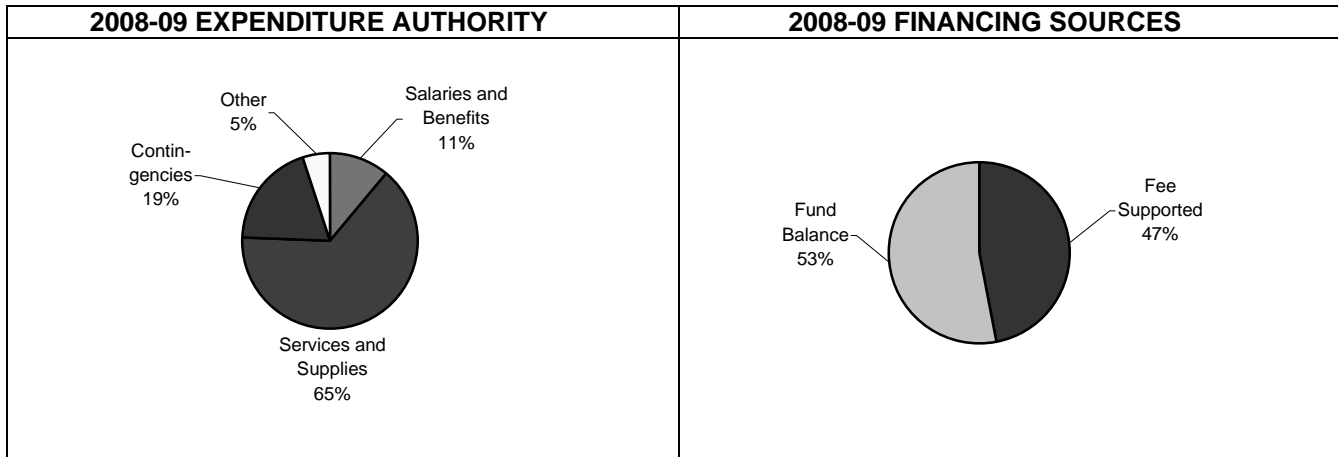 2008-09 EXPENDITURE AUTHORITY
Other
5%
Salaries and
Benefits
11%
Contin-
gencies
19%
Services and
Supplies
65%
2008-09 FINANCING SOURCES
Fund
Balance
53%
Fee
Supported
47%